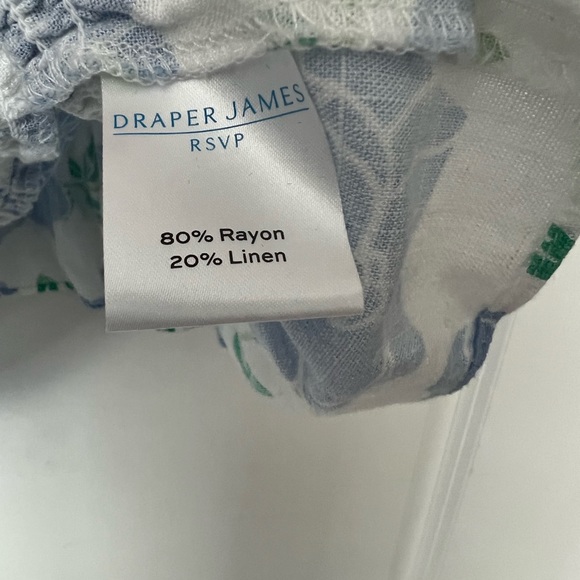 DRAPER JAMES
RSVP
80% Rayon
20% Linen